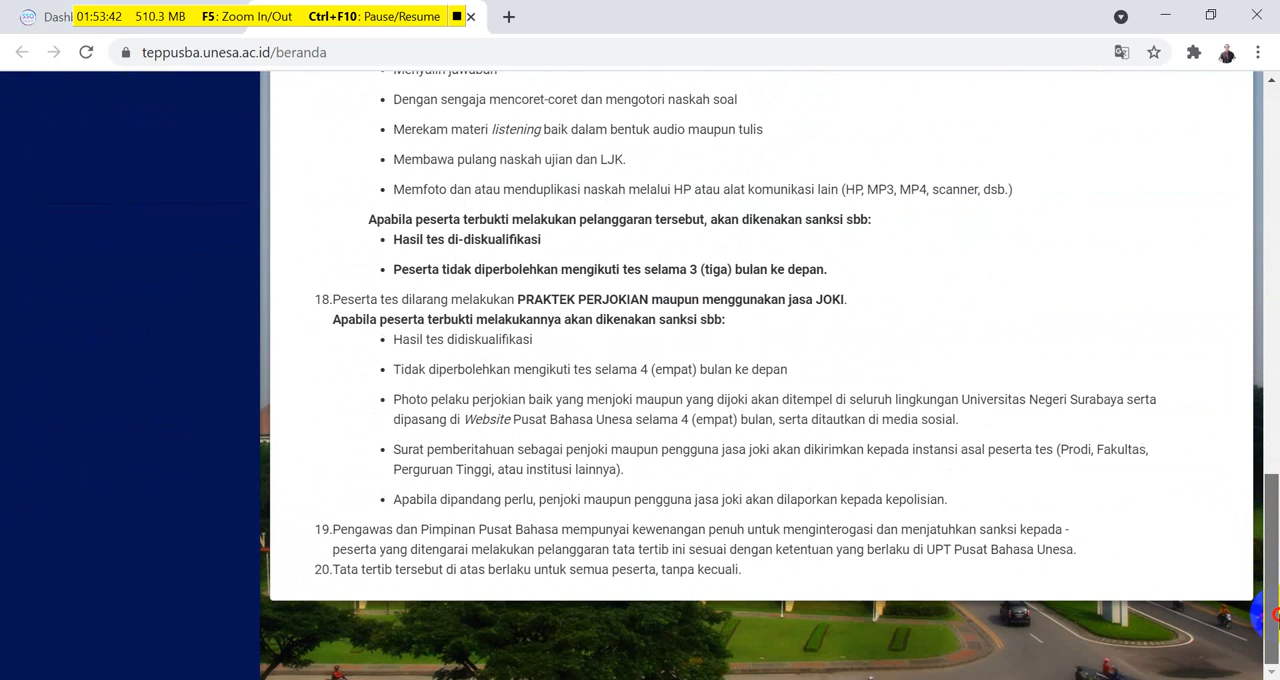 Dashl
01:53:42 510.3 MB F5: Zoom In/Out Ctrl+F10: Pause/Resume
teppusba.unesa.ac.id/beranda
Menyalin jawaban
Dengan sengaja mencoret-coret dan mengotori naskah soal
Merekam materi listening baik dalam bentuk audio maupun tulis
Membawa pulang naskah ujian dan LJK.
Memfoto dan atau menduplikasi naskah melalui HP atau alat komunikasi lain (HP, MP3, MP4, scanner, dsb.)
Apabila peserta terbukti melakukan pelanggaran tersebut, akan dikenakan sanksi sbb:
Hasil tes di-diskualifikasi
Peserta tidak diperbolehkan mengikuti tes selama 3 (tiga) bulan ke depan.
18.Peserta tes dilarang melakukan PRAKTEK PERJOKIAN maupun menggunakan jasa JOKI.
Apabila peserta terbukti melakukannya akan dikenakan sanksi sbb:
Hasil tes didiskualifikasi
Tidak diperbolehkan mengikuti tes selama 4 (empat) bulan ke depan
Photo pelaku perjokian baik yang menjoki maupun yang dijoki akan ditempel di seluruh lingkungan Universitas Negeri Surabaya serta
dipasang di Website Pusat Bahasa Unesa selama 4 (empat) bulan, serta ditautkan di media sosial.
Surat pemberitahuan sebagai penjoki maupun pengguna jasa joki akan dikirimkan kepada instansi asal peserta tes (Prodi, Fakultas,
Perguruan Tinggi, atau institusi lainnya).
Apabila dipandang perlu, penjoki maupun pengguna jasa joki akan dilaporkan kepada kepolisian.
19.Pengawas dan Pimpinan Pusat Bahasa mempunyai kewenangan penuh untuk menginterogasi dan menjatuhkan sanksi kepada -
peserta yang ditengarai melakukan pelanggaran tata tertib ini sesuai dengan ketentuan yang berlaku di UPT Pusat Bahasa Unesa.
20.Tata tertib tersebut di atas berlaku untuk semua peserta, tanpa kecuali.